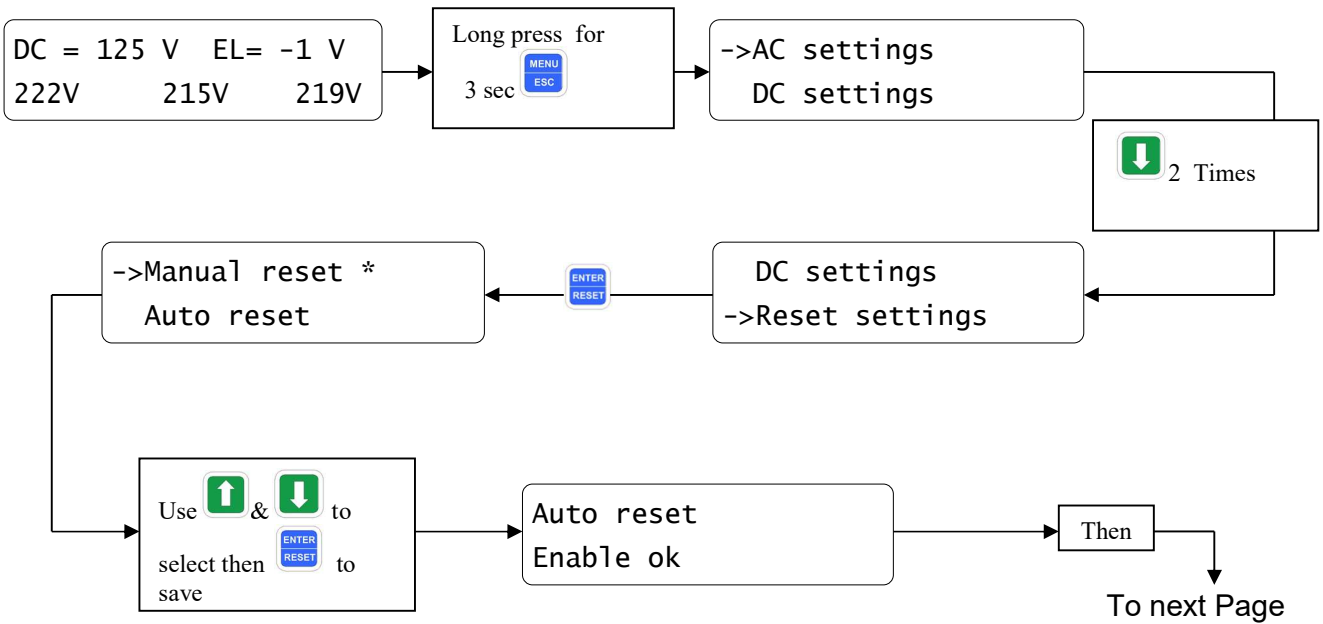 DC = 125 V EL= -1 V
222V 215V 219V
Long press for
3 sec MENU ESC
->AC settings
DC settings
2 Times
DC settings
->Reset settings
ENTER
RESET
->Manual reset *
Auto reset
Use & to
select then ENTER RESET to
save
Auto reset
Enable ok
Then
To next Page